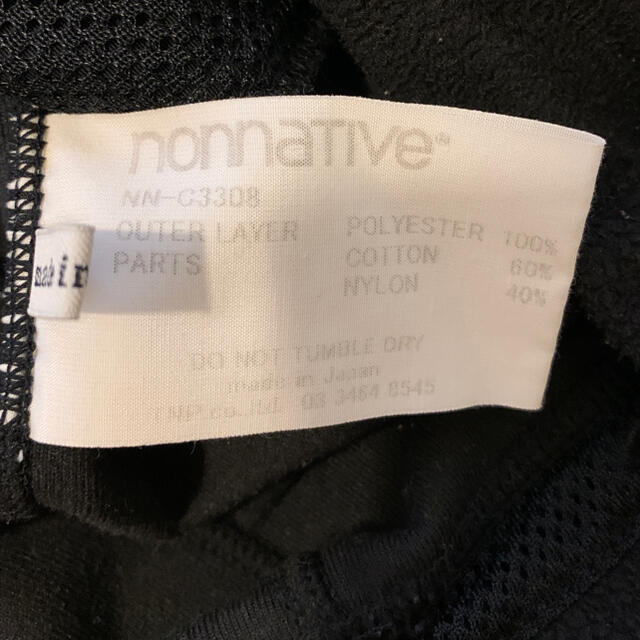 nonnative™
NN-C3308
OUTER LAYER POLYESTER 100%
PARTS COTTON 60%
NYLON 40%
DO NOT TUMBLE DRY
made in Japan
TNP co.ltd. 03 3464 8545